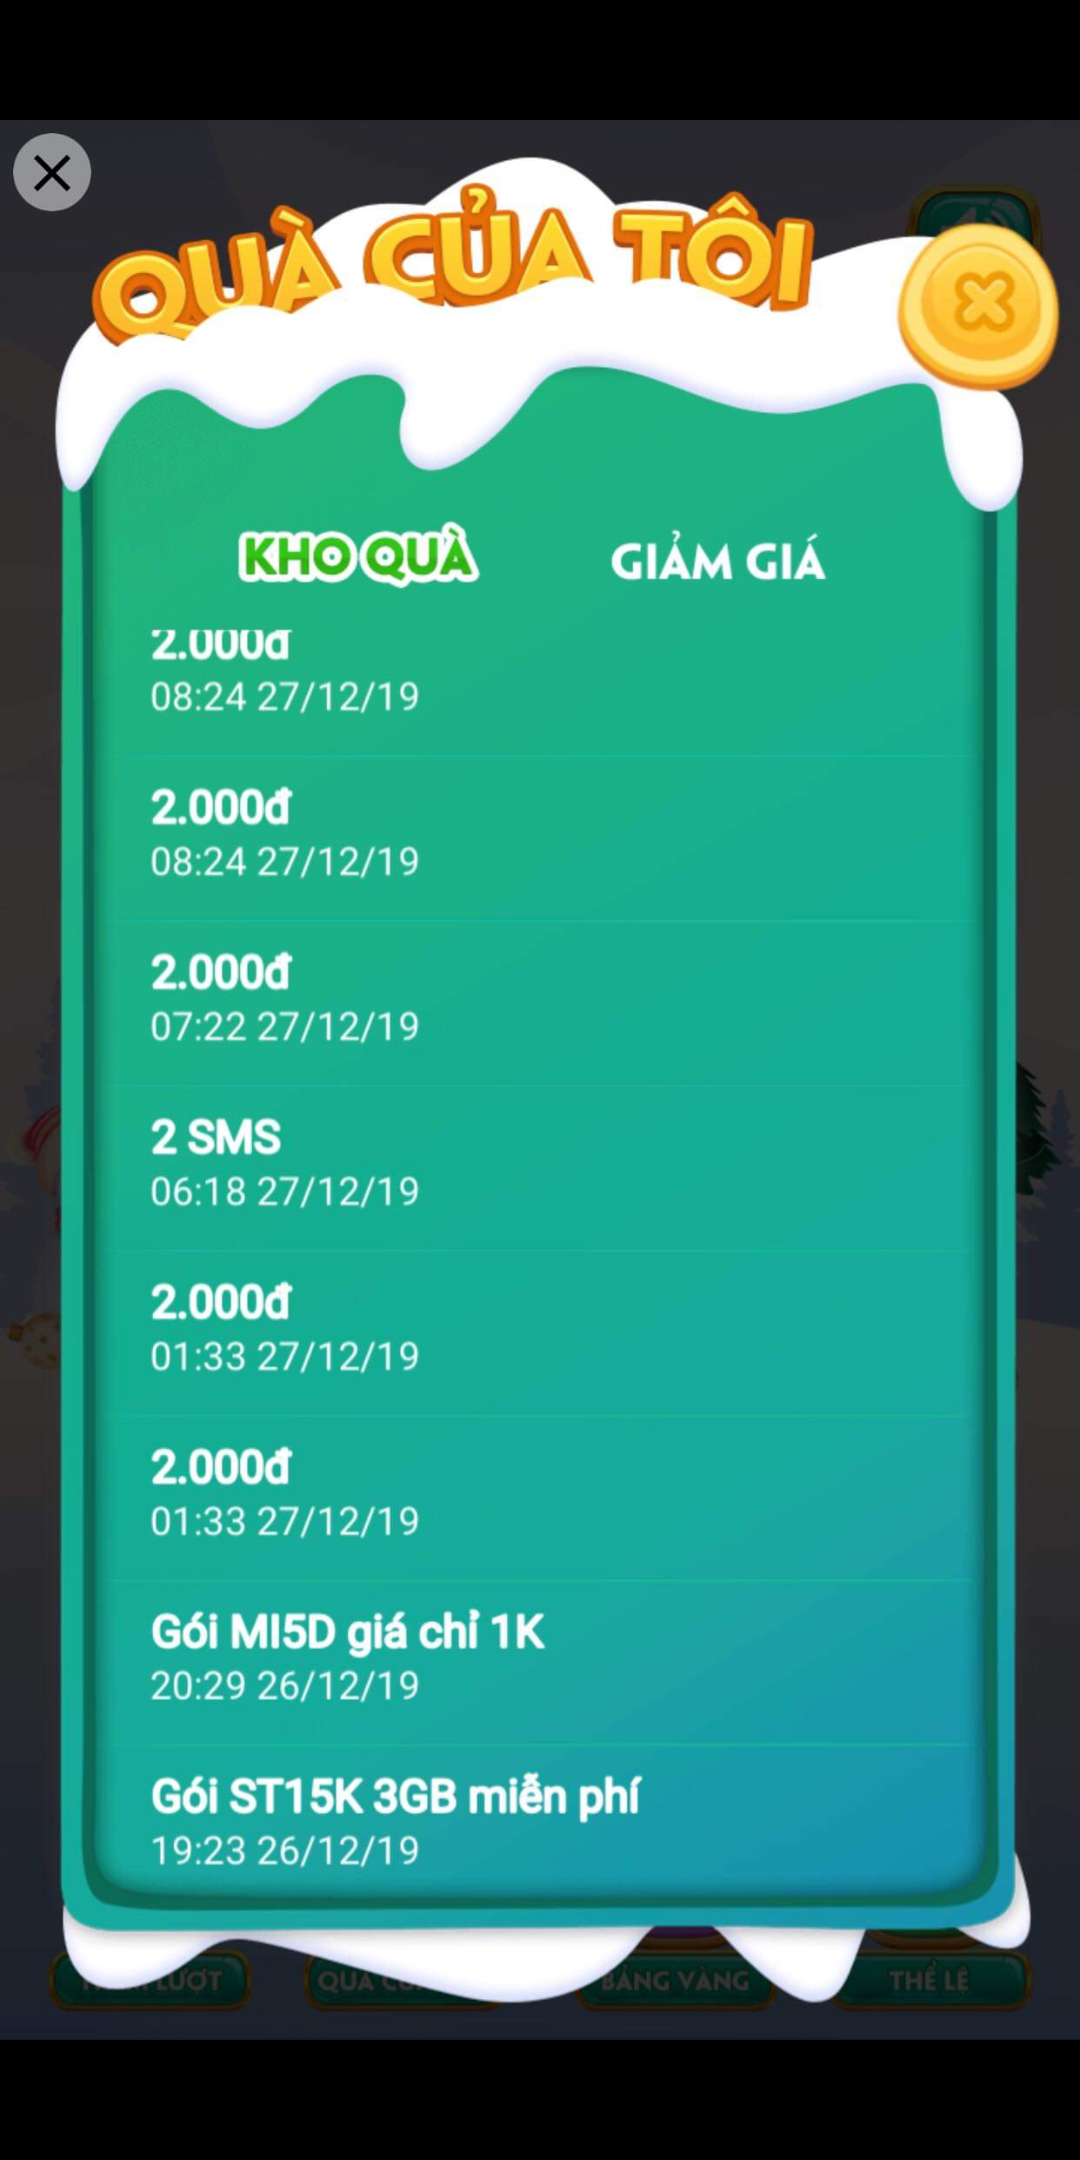 QUÀ CỦA TÔI
KHO QUÀ
GIẢM GIÁ
2.000đ
08:24 27/12/19
2.000đ
08:24 27/12/19
2.000đ
07:22 27/12/19
2 SMS
06:18 27/12/19
2.000đ
01:33 27/12/19
2.000đ
01:33 27/12/19
Gói MI5D giá chỉ 1K
20:29 26/12/19
Gói ST15K 3GB miễn phí
19:23 26/12/19
LƯỢT
QUÀ
BẢNG VÀNG
THỂ LỆ